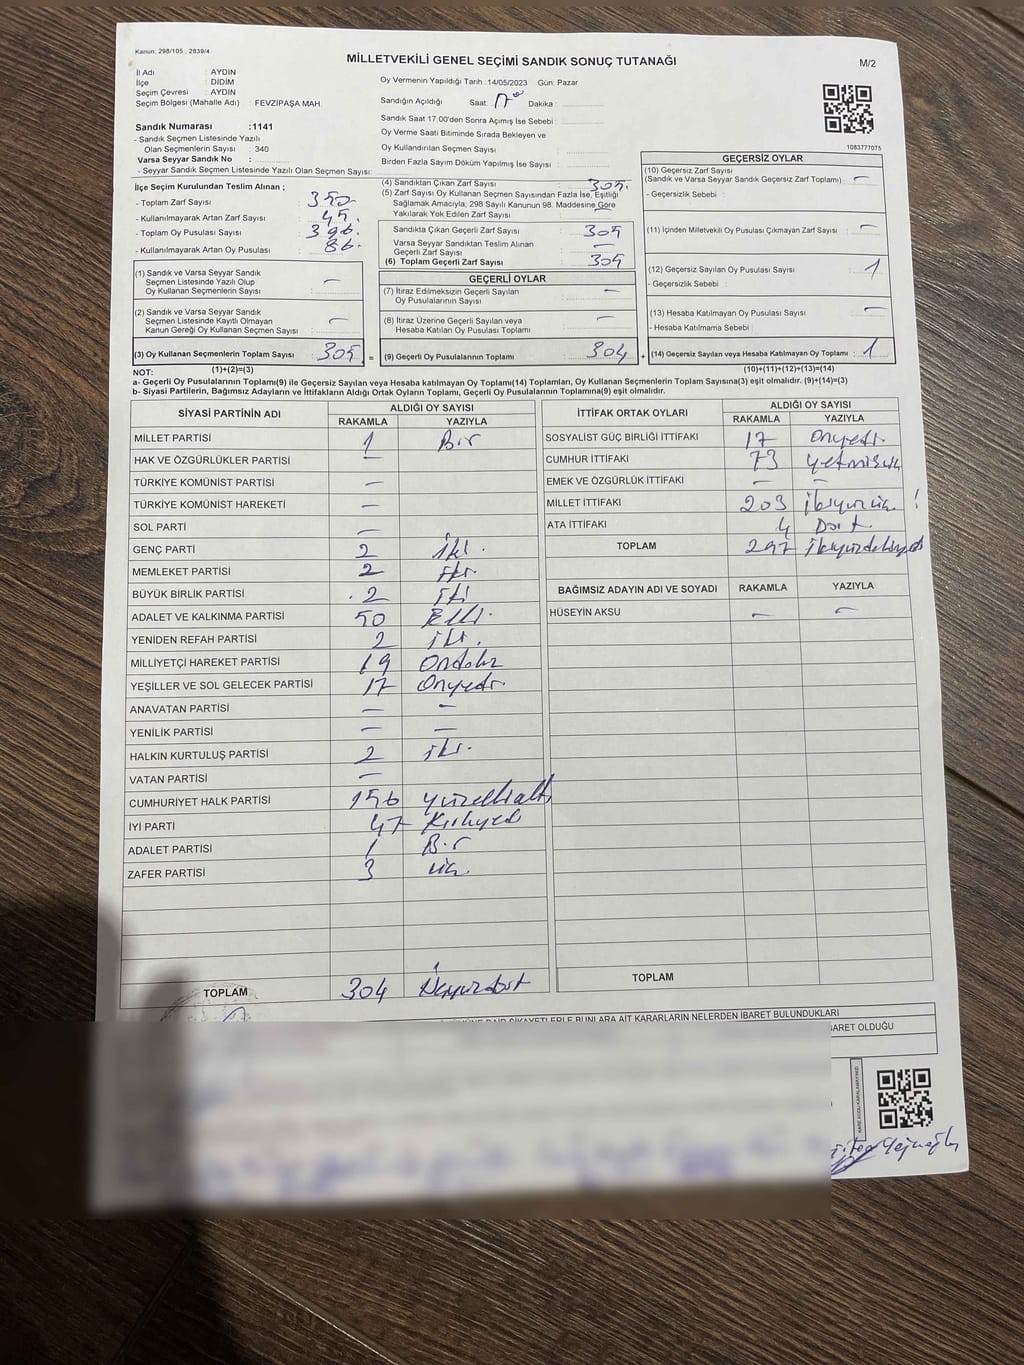 Kanun; 298/105 , 2839/4
MİLLETVEKİLİ GENEL SEÇİMİ SANDIK SONUÇ TUTANAĞI
M/2
İl Adı : AYDIN
İlçe : DİDİM
Seçim Çevresi : AYDIN
Seçim Bölgesi (Mahalle Adı) : FEVZİPAŞA MAH.
Oy Vermenin Yapıldığı Tarih :14/05/2023 Gün: Pazar
Sandığın Açıldığı Saat: 17⁰⁰ Dakika :
Sandık Saat 17:00'den Sonra Açımış İse Sebebi :
Oy Verme Saati Bitiminde Sırada Bekleyen ve
Oy Kullandırılan Seçmen Sayısı :
Birden Fazla Sayım Döküm Yapılmış İse Sayısı :
1083777075
Sandık Numarası :1141
- Sandık Seçmen Listesinde Yazılı
Olan Seçmenlerin Sayısı : 340
Varsa Seyyar Sandık No :
- Seyyar Sandık Seçmen Listesinde Yazılı Olan Seçmen Sayısı:
İlçe Seçim Kurulundan Teslim Alınan ;
- Toplam Zarf Sayısı : 350
- Kullanılmayarak Artan Zarf Sayısı : 45.
- Toplam Oy Pusulası Sayısı : 390.
- Kullanılmayarak Artan Oy Pusulası : 86.
(1) Sandık ve Varsa Seyyar Sandık
Seçmen Listesinde Yazılı Olup
Oy Kullanan Seçmenlerin Sayısı : —
(2) Sandık ve Varsa Seyyar Sandık
Seçmen Listesinde Kayıtlı Olmayan
Kanun Gereği Oy Kullanan Seçmen Sayısı : —
(3) Oy Kullanan Seçmenlerin Toplam Sayısı : 305 =
(4) Sandıktan Çıkan Zarf Sayısı : 305.
(5) Zarf Sayısı Oy Kullanan Seçmen Sayısından Fazla İse, Eşitliği
Sağlamak Amacıyla; 298 Sayılı Kanunun 98. Maddesine Göre
Yakılarak Yok Edilen Zarf Sayısı : —
Sandıkta Çıkan Geçerli Zarf Sayısı : 305
Varsa Seyyar Sandıktan Teslim Alınan
Geçerli Zarf Sayısı : —
(6) Toplam Geçerli Zarf Sayısı : 305
GEÇERLİ OYLAR
(7) İtiraz Edilmeksizin Geçerli Sayılan
Oy Pusulalarının Sayısı : —
(8) İtiraz Üzerine Geçerli Sayılan veya
Hesaba Katılan Oy Pusulası Toplamı : —
(9) Geçerli Oy Pusulalarının Toplamı : 304 +
GEÇERSİZ OYLAR
(10) Geçersiz Zarf Sayısı
(Sandık ve Varsa Seyyar Sandık Geçersiz Zarf Toplamı) : —
- Geçersizlik Sebebi :
(11) İçinden Milletvekili Oy Pusulası Çıkmayan Zarf Sayısı : —
(12) Geçersiz Sayılan Oy Pusulası Sayısı : 1
- Geçersizlik Sebebi :
(13) Hesaba Katılmayan Oy Pusulası Sayısı : —
- Hesaba Katılmama Sebebi :
(14) Geçersiz Sayılan veya Hesaba Katılmayan Oy Toplamı : 1
NOT: (1)+(2)=(3) (10)+(11)+(12)+(13)=(14)
a- Geçerli Oy Pusulalarının Toplamı(9) ile Geçersiz Sayılan veya Hesaba katılmayan Oy Toplamı(14) Toplamları, Oy Kullanan Seçmenlerin Toplam Sayısına(3) eşit olmalıdır. (9)+(14)=(3)
b- Siyasi Partilerin, Bağımsız Adayların ve İttifakların Aldığı Ortak Oyların Toplamı, Geçerli Oy Pusulalarının Toplamına(9) eşit olmalıdır.
SİYASİ PARTİNİN ADI ALDIĞI OY SAYISI
RAKAMLA YAZIYLA
MİLLET PARTİSİ 1 Bir
HAK VE ÖZGÜRLÜKLER PARTİSİ —
TÜRKİYE KOMÜNİST PARTİSİ —
TÜRKİYE KOMÜNİST HAREKETİ —
SOL PARTİ —
GENÇ PARTİ 2 İki.
MEMLEKET PARTİSİ 2 iki.
BÜYÜK BİRLİK PARTİSİ 2 iki
ADALET VE KALKINMA PARTİSİ 50 Elli.
YENİDEN REFAH PARTİSİ 2 iki.
MİLLİYETÇİ HAREKET PARTİSİ 19 Ondokuz
YEŞİLLER VE SOL GELECEK PARTİSİ 17 Onyedi.
ANAVATAN PARTİSİ — —
YENİLİK PARTİSİ — —
HALKIN KURTULUŞ PARTİSİ 2 iki.
VATAN PARTİSİ —
CUMHURİYET HALK PARTİSİ 156 yüzellialtı
İYİ PARTİ 47 Kırkyedi
ADALET PARTİSİ 1 Bir
ZAFER PARTİSİ 3 üç.
TOPLAM 304 Üçyüzdört
İTTİFAK ORTAK OYLARI ALDIĞI OY SAYISI
RAKAMLA YAZIYLA
SOSYALİST GÜÇ BİRLİĞİ İTTİFAKI 17 Onyedi.
CUMHUR İTTİFAKI 73 yetmişüç
EMEK VE ÖZGÜRLÜK İTTİFAKI — —
MİLLET İTTİFAKI 203 ikiyüzüç. !
ATA İTTİFAKI 4 Dört.
TOPLAM 297 ikiyüzdoksanyedi
BAĞIMSIZ ADAYIN ADI VE SOYADI RAKAMLA YAZIYLA
HÜSEYİN AKSU — —
TOPLAM
ŞİKAYETLERLE BUNLARA AİT KARARLARIN NELERDEN İBARET BULUNDUKLARI
BARET OLDUĞU